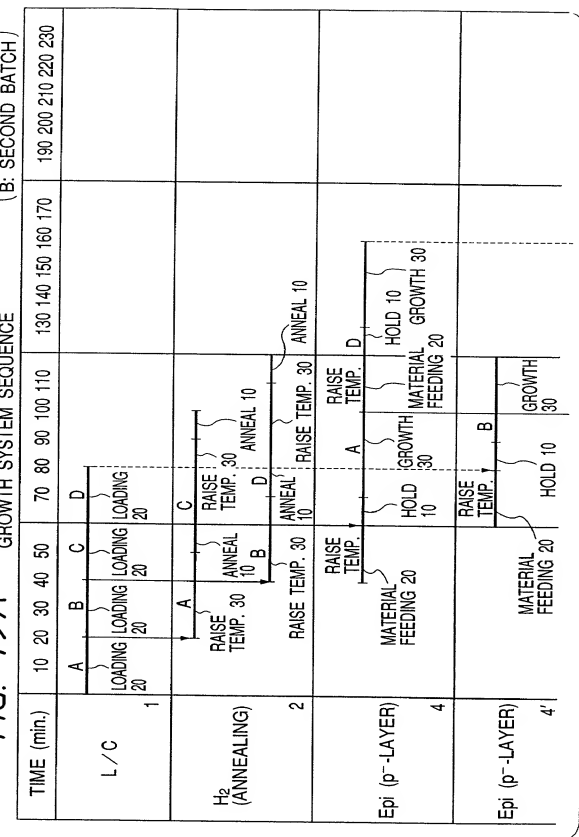 FIG. 19A GROWTH SYSTEM SEQUENCE (B: SECOND BATCH)
TIME (min.) 10 20 30 40 50 60 70 80 90 100 110 130 140 150 160 170 190 200 210 220 230
L/C
1
A B C D
LOADING LOADING LOADING LOADING
20 20 20 20
H2
(ANNEALING)
2
A C
RAISE
TEMP. 30
ANNEAL
10
RAISE
TEMP. 30
ANNEAL 10
B D
RAISE TEMP. 30
ANNEAL
10
RAISE TEMP. 30
ANNEAL 10
Epi (p⁻-LAYER)
4
RAISE
TEMP.
A
RAISE
TEMP.
D
MATERIAL
FEEDING 20
HOLD
10
GROWTH
30
MATERIAL
FEEDING 20
HOLD 10
GROWTH 30
Epi (p⁻-LAYER)
4'
RAISE
TEMP.
B
MATERIAL
FEEDING 20
HOLD 10
GROWTH
30